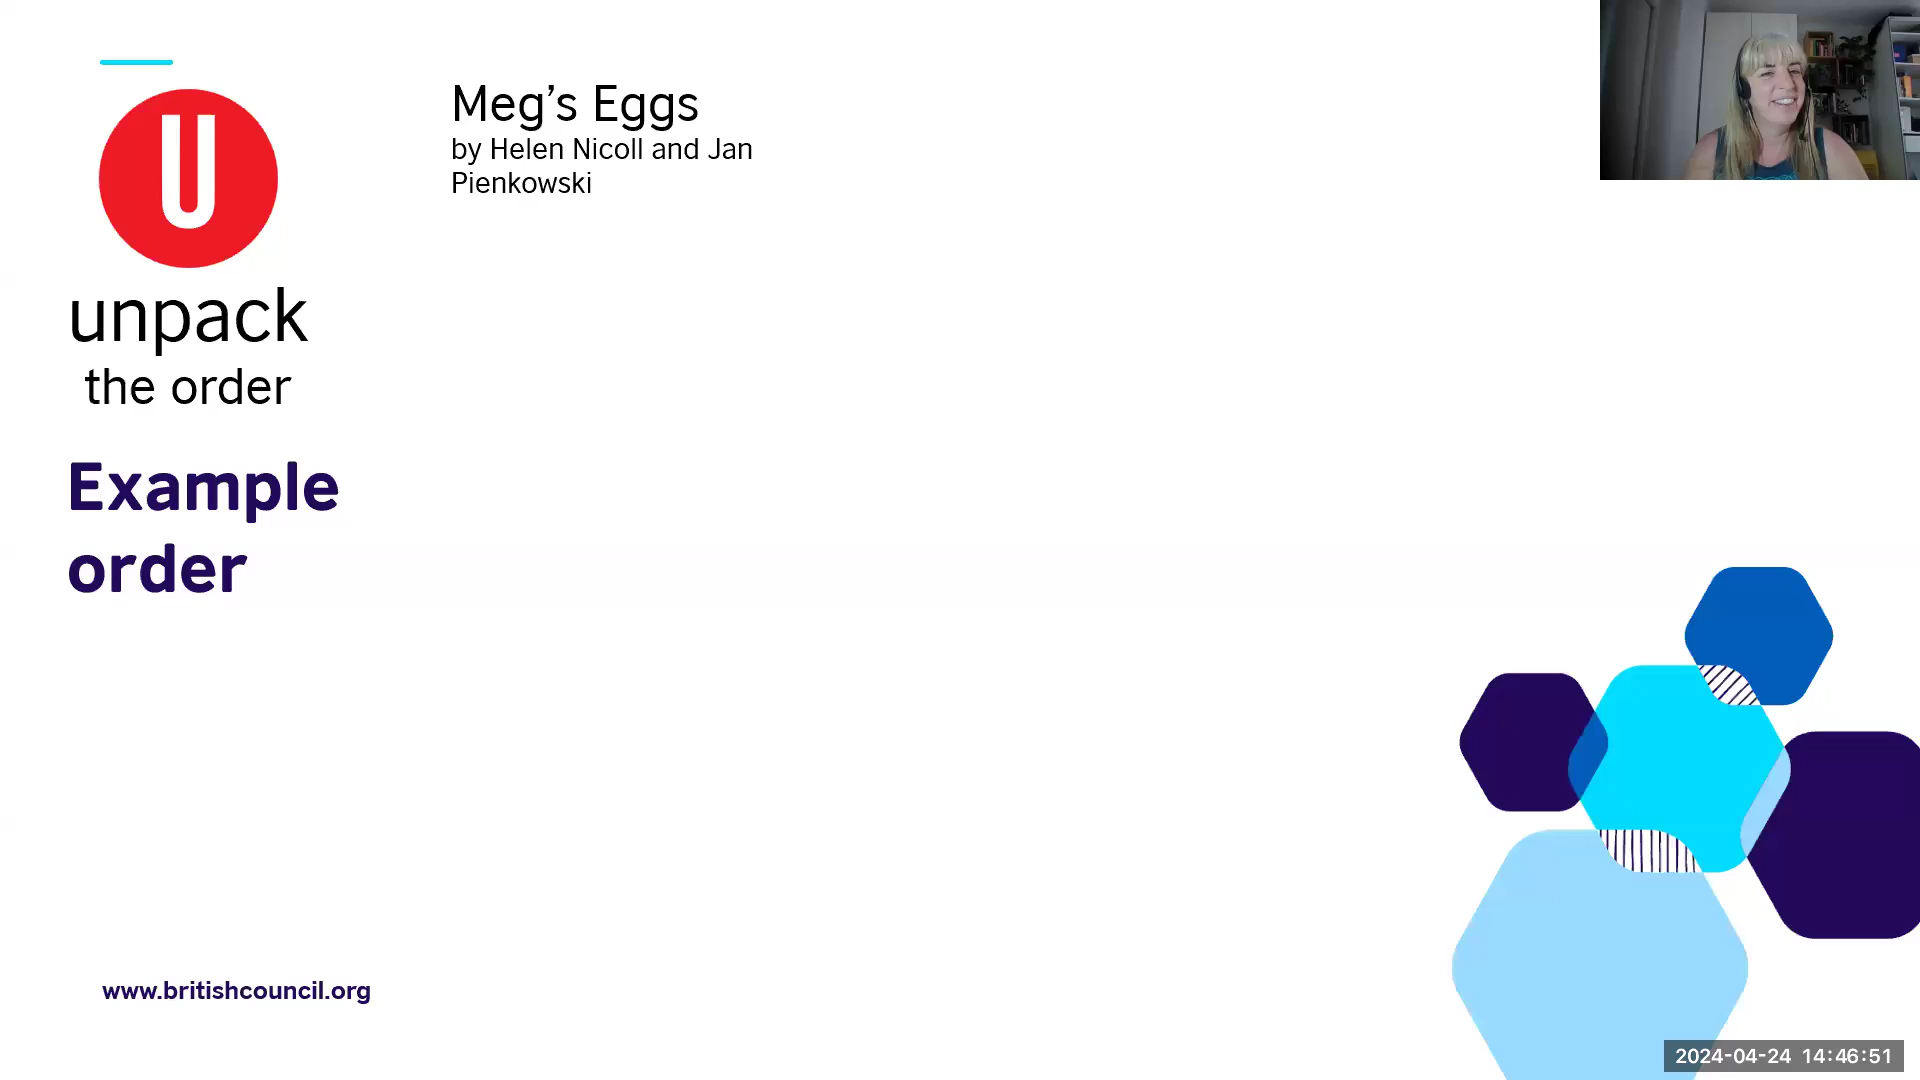 U
unpack
the order
Example
order
Meg’s Eggs
by Helen Nicoll and Jan
Pienkowski
www.britishcouncil.org
2024-04-24 14:46:51